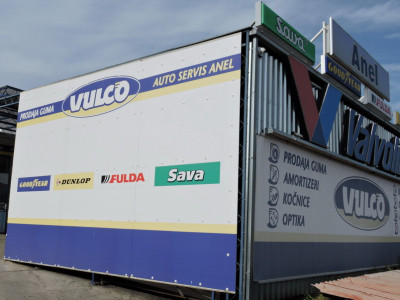 Sava
Anel
GOODYEAR
FULDA
AUTO SERVIS ANEL
VULCO
PRODAJA GUMA
GOODYEAR
DUNLOP
FULDA
Sava
PRODAJA GUMA
AMORTIZERI
KOČNICE
OPTIKA
VULCO